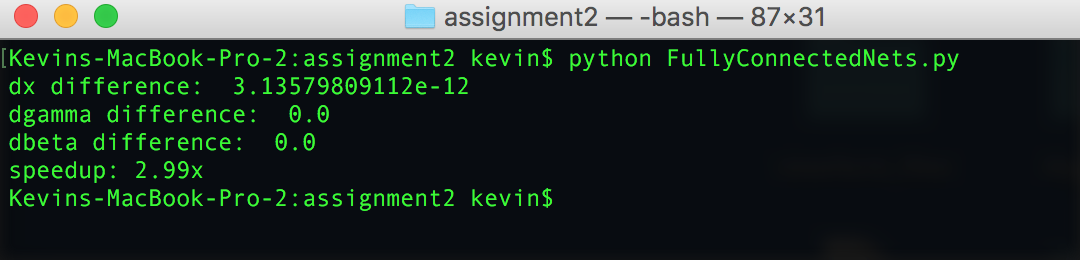 assignment2 — -bash — 87×31
[Kevins-MacBook-Pro-2:assignment2 kevin$ python FullyConnectedNets.py
dx difference:  3.13579809112e-12
dgamma difference:  0.0
dbeta difference:  0.0
speedup: 2.99x
Kevins-MacBook-Pro-2:assignment2 kevin$